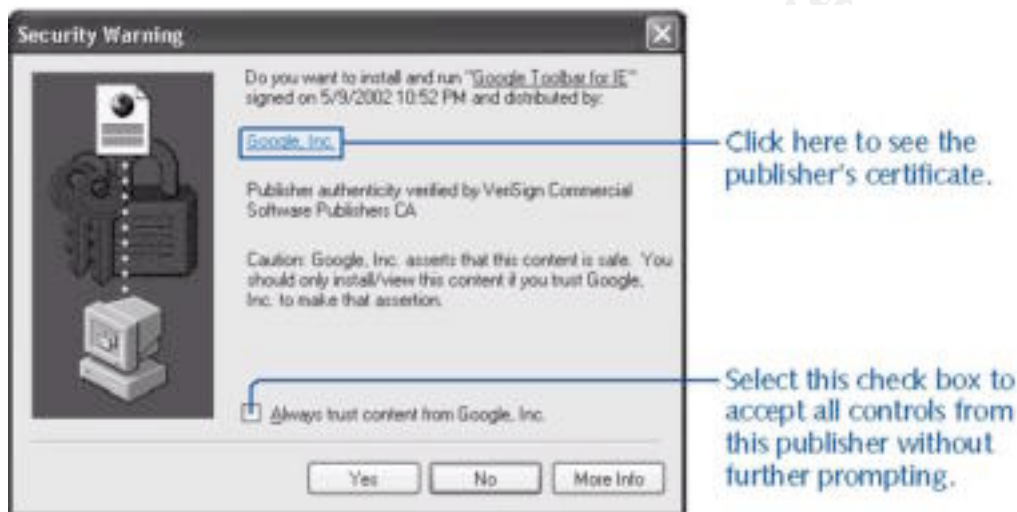 Security Warning
Do you want to install and run "Google Toolbar for IE"
signed on 5/9/2002 10:52 PM and distributed by:
Google, Inc.
Publisher authenticity verified by VeriSign Commercial
Software Publishers CA
Caution: Google, Inc. asserts that this content is safe. You
should only install/view this content if you trust Google,
Inc. to make that assertion.
Always trust content from Google, Inc.
Yes No More Info
Click here to see the
publisher's certificate.
Select this check box to
accept all controls from
this publisher without
further prompting.